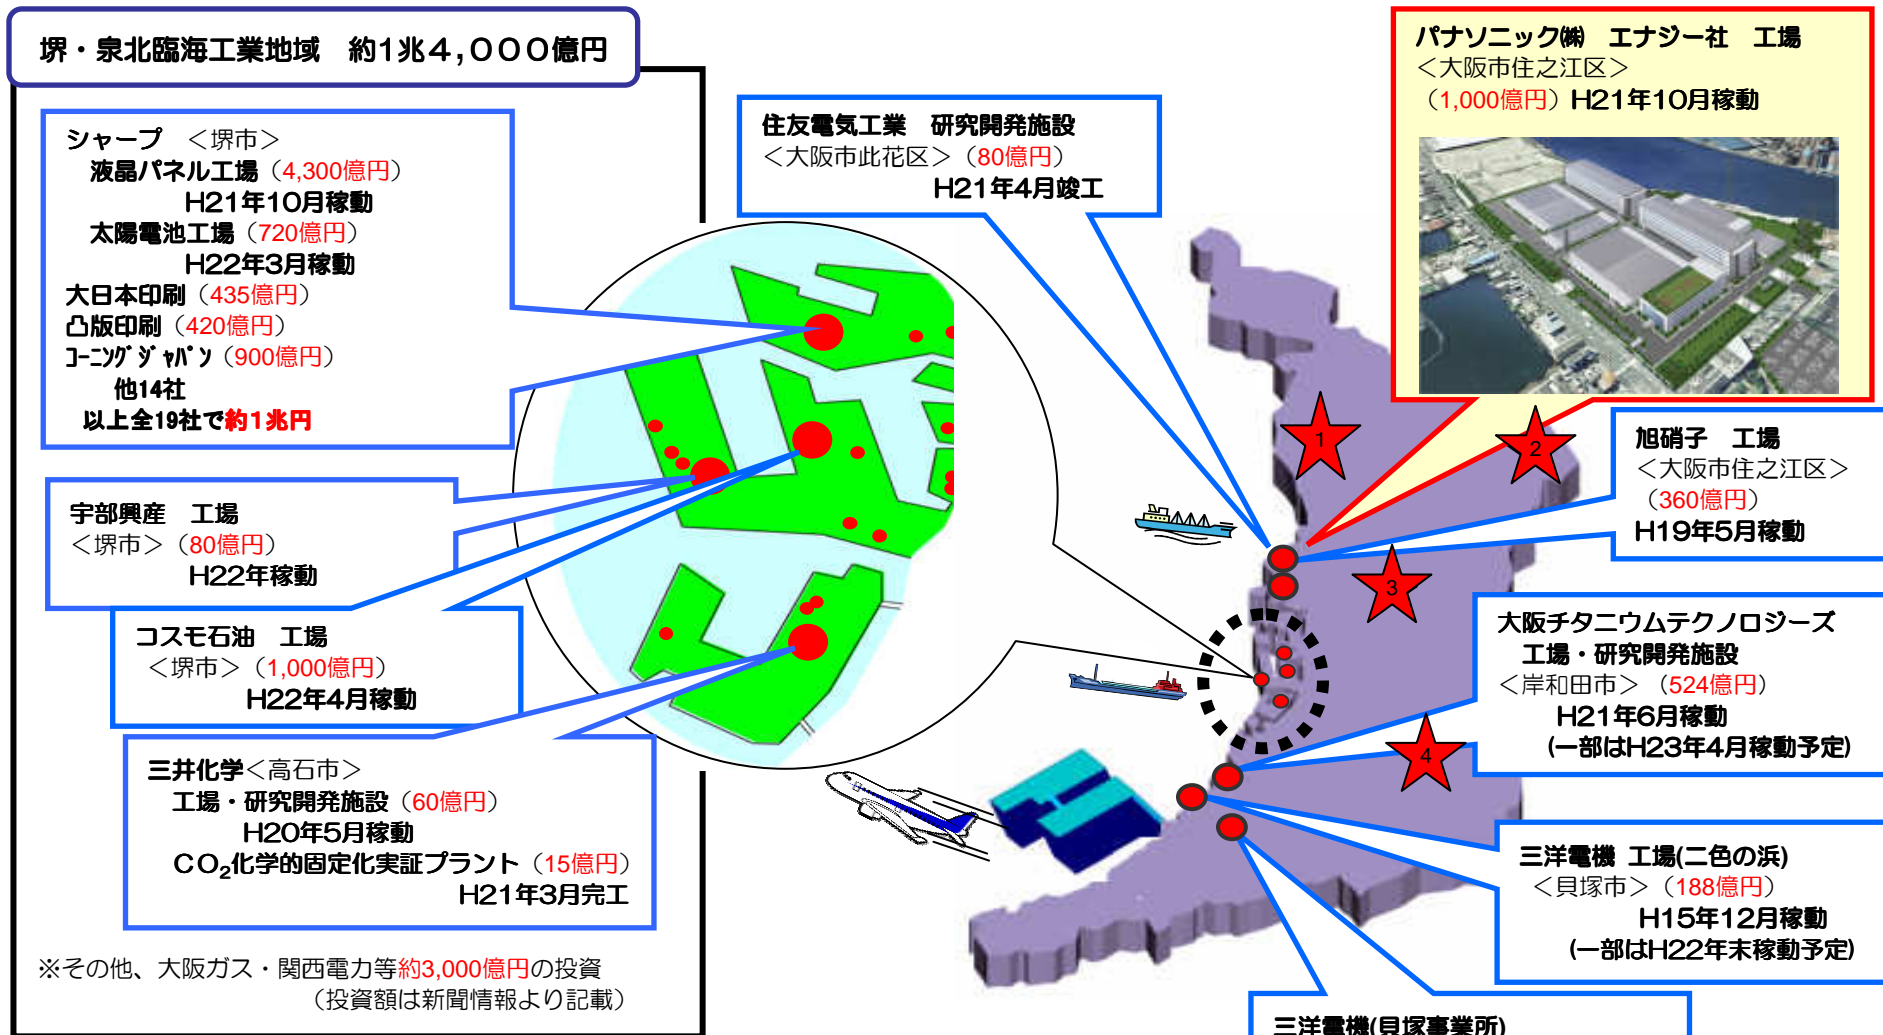 堺・泉北臨海工業地域　約1兆4,000億円
シャープ　＜堺市＞
液晶パネル工場（4,300億円）
H21年10月稼動
太陽電池工場（720億円）
H22年3月稼動
大日本印刷（435億円）
凸版印刷（420億円）
ｺｰﾆﾝｸﾞｼﾞｬﾊﾟﾝ（900億円）
他14社
以上全19社で約1兆円
宇部興産　工場
＜堺市＞（80億円）
H22年稼動
コスモ石油　工場
＜堺市＞（1,000億円）
H22年4月稼動
三井化学＜高石市＞
工場・研究開発施設（60億円）
H20年5月稼動
CO₂化学的固定化実証プラント（15億円）
H21年3月完工
※その他、大阪ガス・関西電力等約3,000億円の投資
（投資額は新聞情報より記載）
住友電気工業　研究開発施設
＜大阪市此花区＞（80億円）
H21年4月竣工
パナソニック㈱　エナジー社　工場
＜大阪市住之江区＞
（1,000億円）H21年10月稼動
1
2
3
4
旭硝子　工場
＜大阪市住之江区＞
（360億円）
H19年5月稼動
大阪チタニウムテクノロジーズ
工場・研究開発施設
＜岸和田市＞（524億円）
H21年6月稼動
(一部はH23年4月稼動予定)
三洋電機 工場(二色の浜)
＜貝塚市＞（188億円）
H15年12月稼動
(一部はH22年末稼動予定)
三洋電機(貝塚事業所)